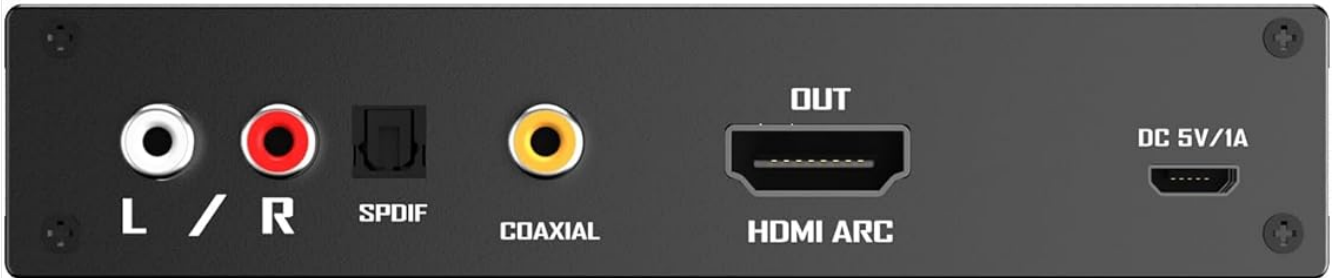 L / R
SPDIF
COAXIAL
OUT
HDMI ARC
DC 5V/1A